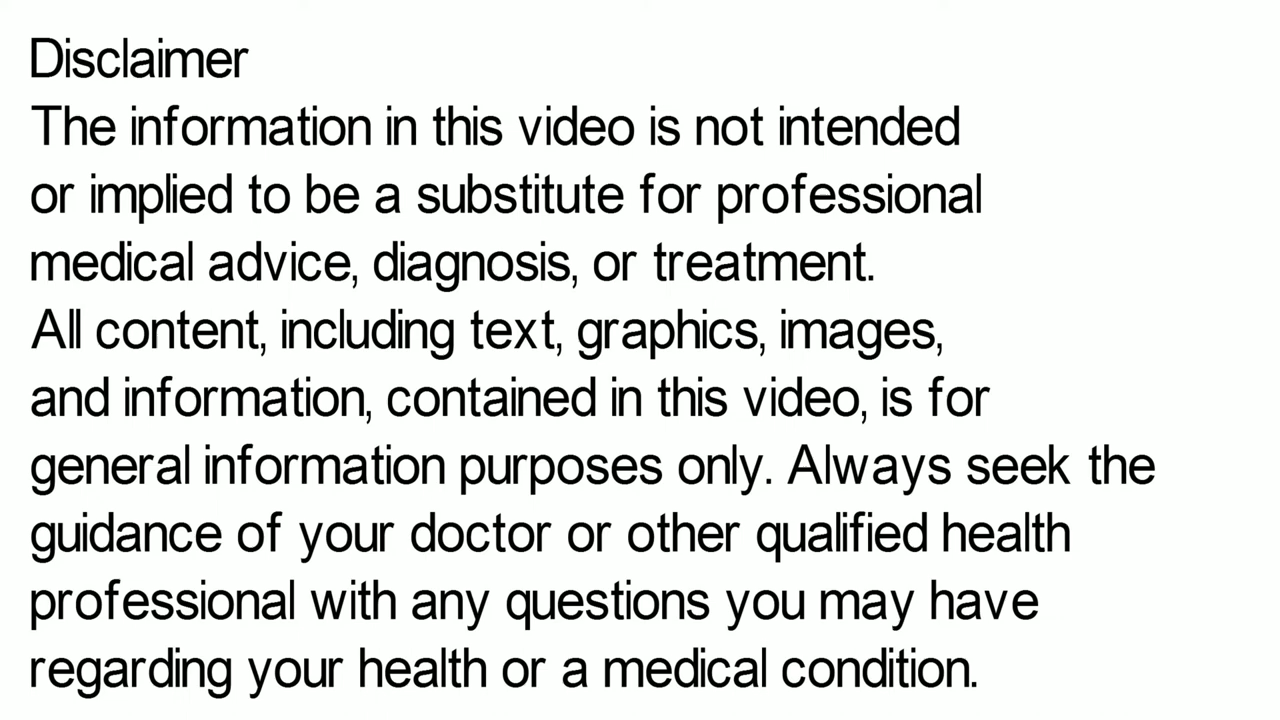 Disclaimer
The information in this video is not intended
or implied to be a substitute for professional
medical advice, diagnosis, or treatment.
All content, including text, graphics, images,
and information, contained in this video, is for
general information purposes only. Always seek the
guidance of your doctor or other qualified health
professional with any questions you may have
regarding your health or a medical condition.